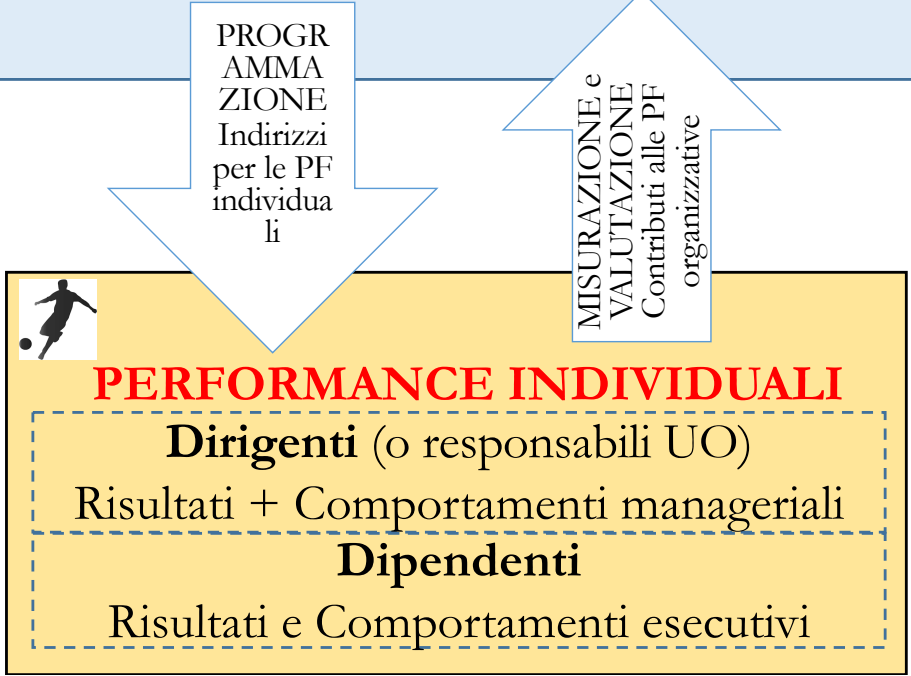 PROGR
AMMA
ZIONE
Indirizzi
per le PF
individua
li
MISURAZIONE e
VALUTAZIONE
Contributi alle PF
organizzative
PERFORMANCE INDIVIDUALI
Dirigenti (o responsabili UO)
Risultati + Comportamenti manageriali
Dipendenti
Risultati e Comportamenti esecutivi